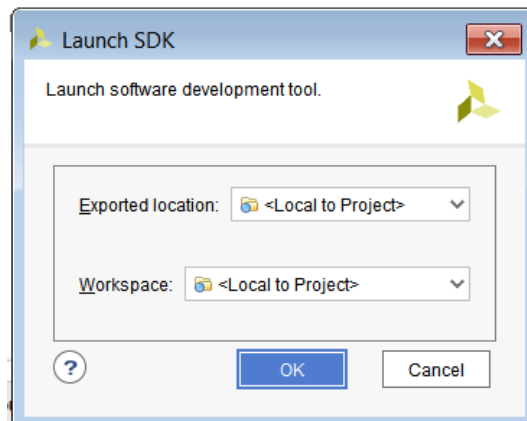 Launch SDK
Launch software development tool.
Exported location: <Local to Project>
Workspace: <Local to Project>
? OK Cancel